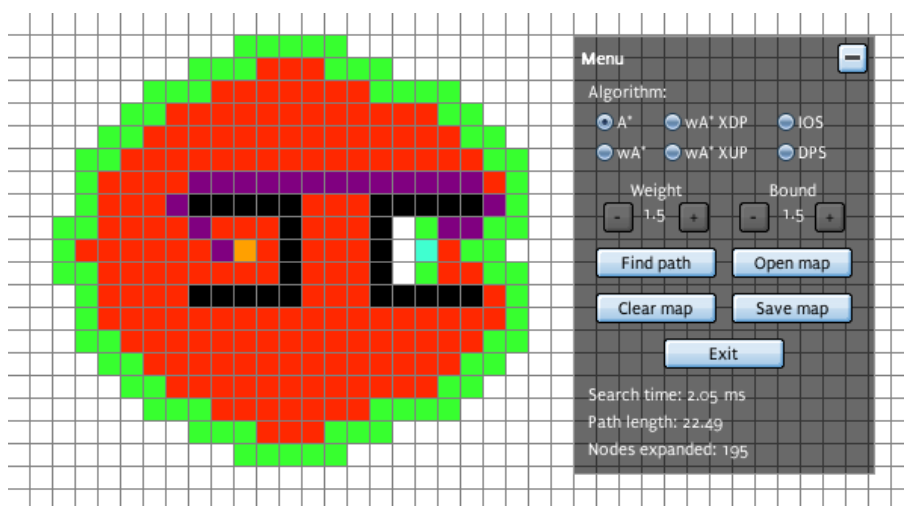 Menu
Algorithm:
A* wA* XDP IOS
wA* wA* XUP DPS
Weight Bound
- 1.5 + - 1.5 +
Find path Open map
Clear map Save map
Exit
Search time: 2.05 ms
Path length: 22.49
Nodes expanded: 195